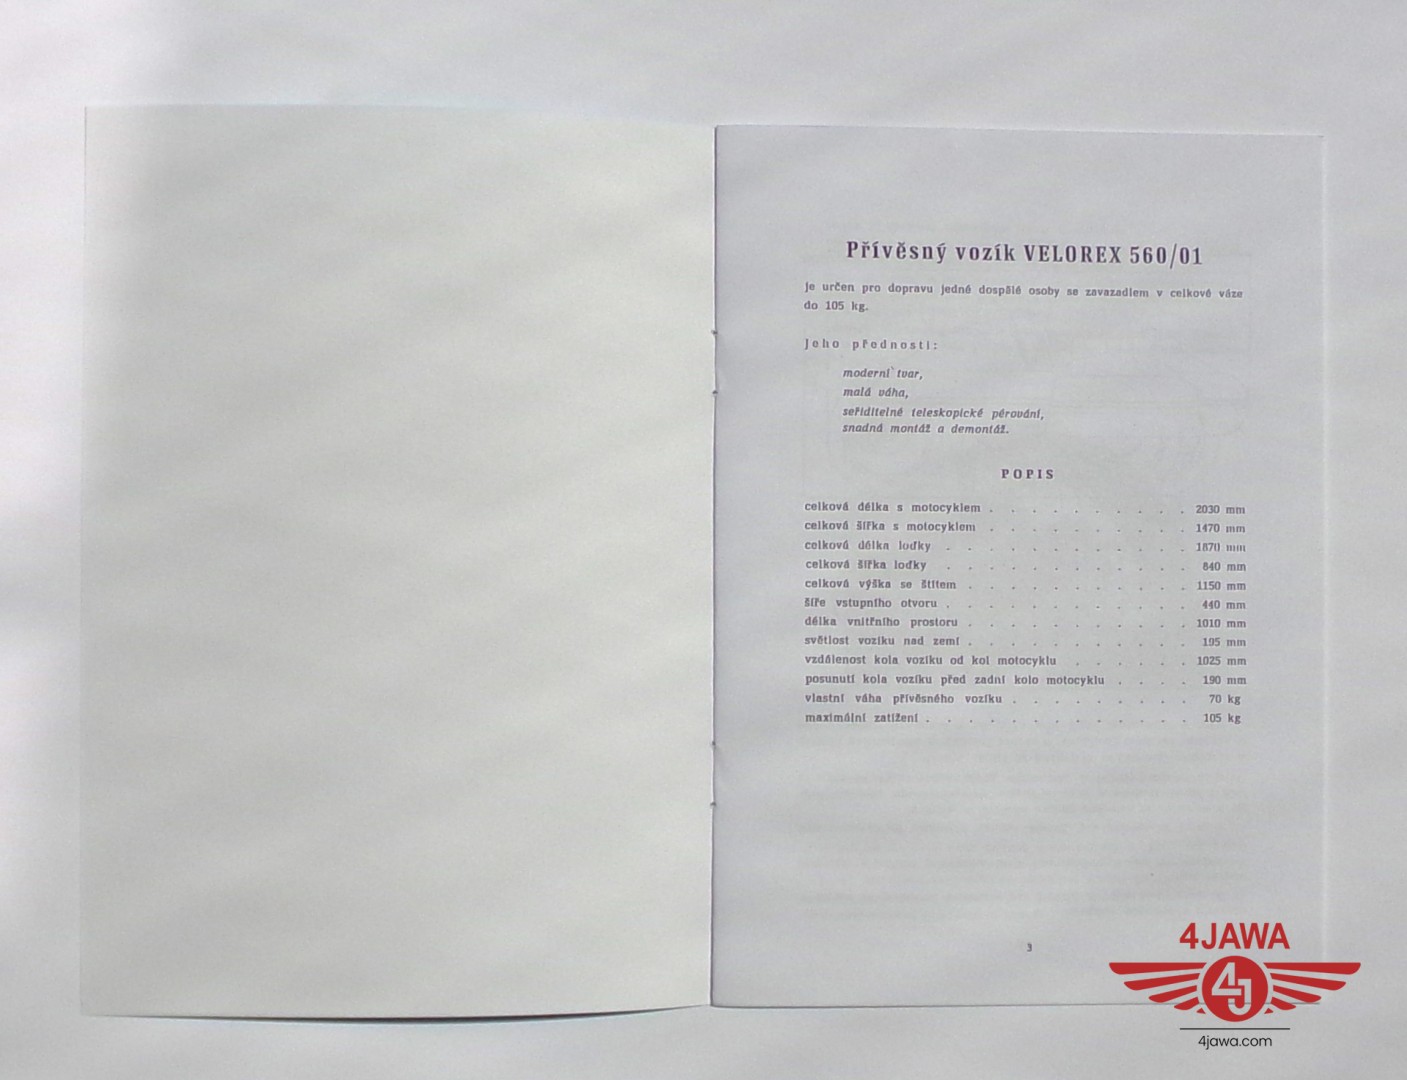 Přívěsný vozík VELOREX 560/01
je určen pro dopravu jedné dospělé osoby se zavazadlem v celkové váze
do 105 kg.
Jeho přednosti:
moderní tvar,
malá váha,
seřiditelné teleskopické pérování,
snadná montáž a demontáž.
POPIS
celková délka s motocyklem . . . . . . . . . . 2030 mm
celková šířka s motocyklem . . . . . . . . . . 1470 mm
celková délka loďky . . . . . . . . . . . . 1870 mm
celková šířka loďky . . . . . . . . . . . . 840 mm
celková výška se štítem . . . . . . . . . . . 1150 mm
šíře vstupního otvoru . . . . . . . . . . . . 440 mm
délka vnitřního prostoru . . . . . . . . . . . 1010 mm
světlost vozíku nad zemí . . . . . . . . . . . 195 mm
vzdálenost kola vozíku od kol motocyklu . . . . . . 1025 mm
posunutí kola vozíku před zadní kolo motocyklu . . . . 190 mm
vlastní váha přívěsného vozíku . . . . . . . . . 70 kg
maximální zatížení . . . . . . . . . . . . . 105 kg
3
4JAWA
4J
4jawa.com